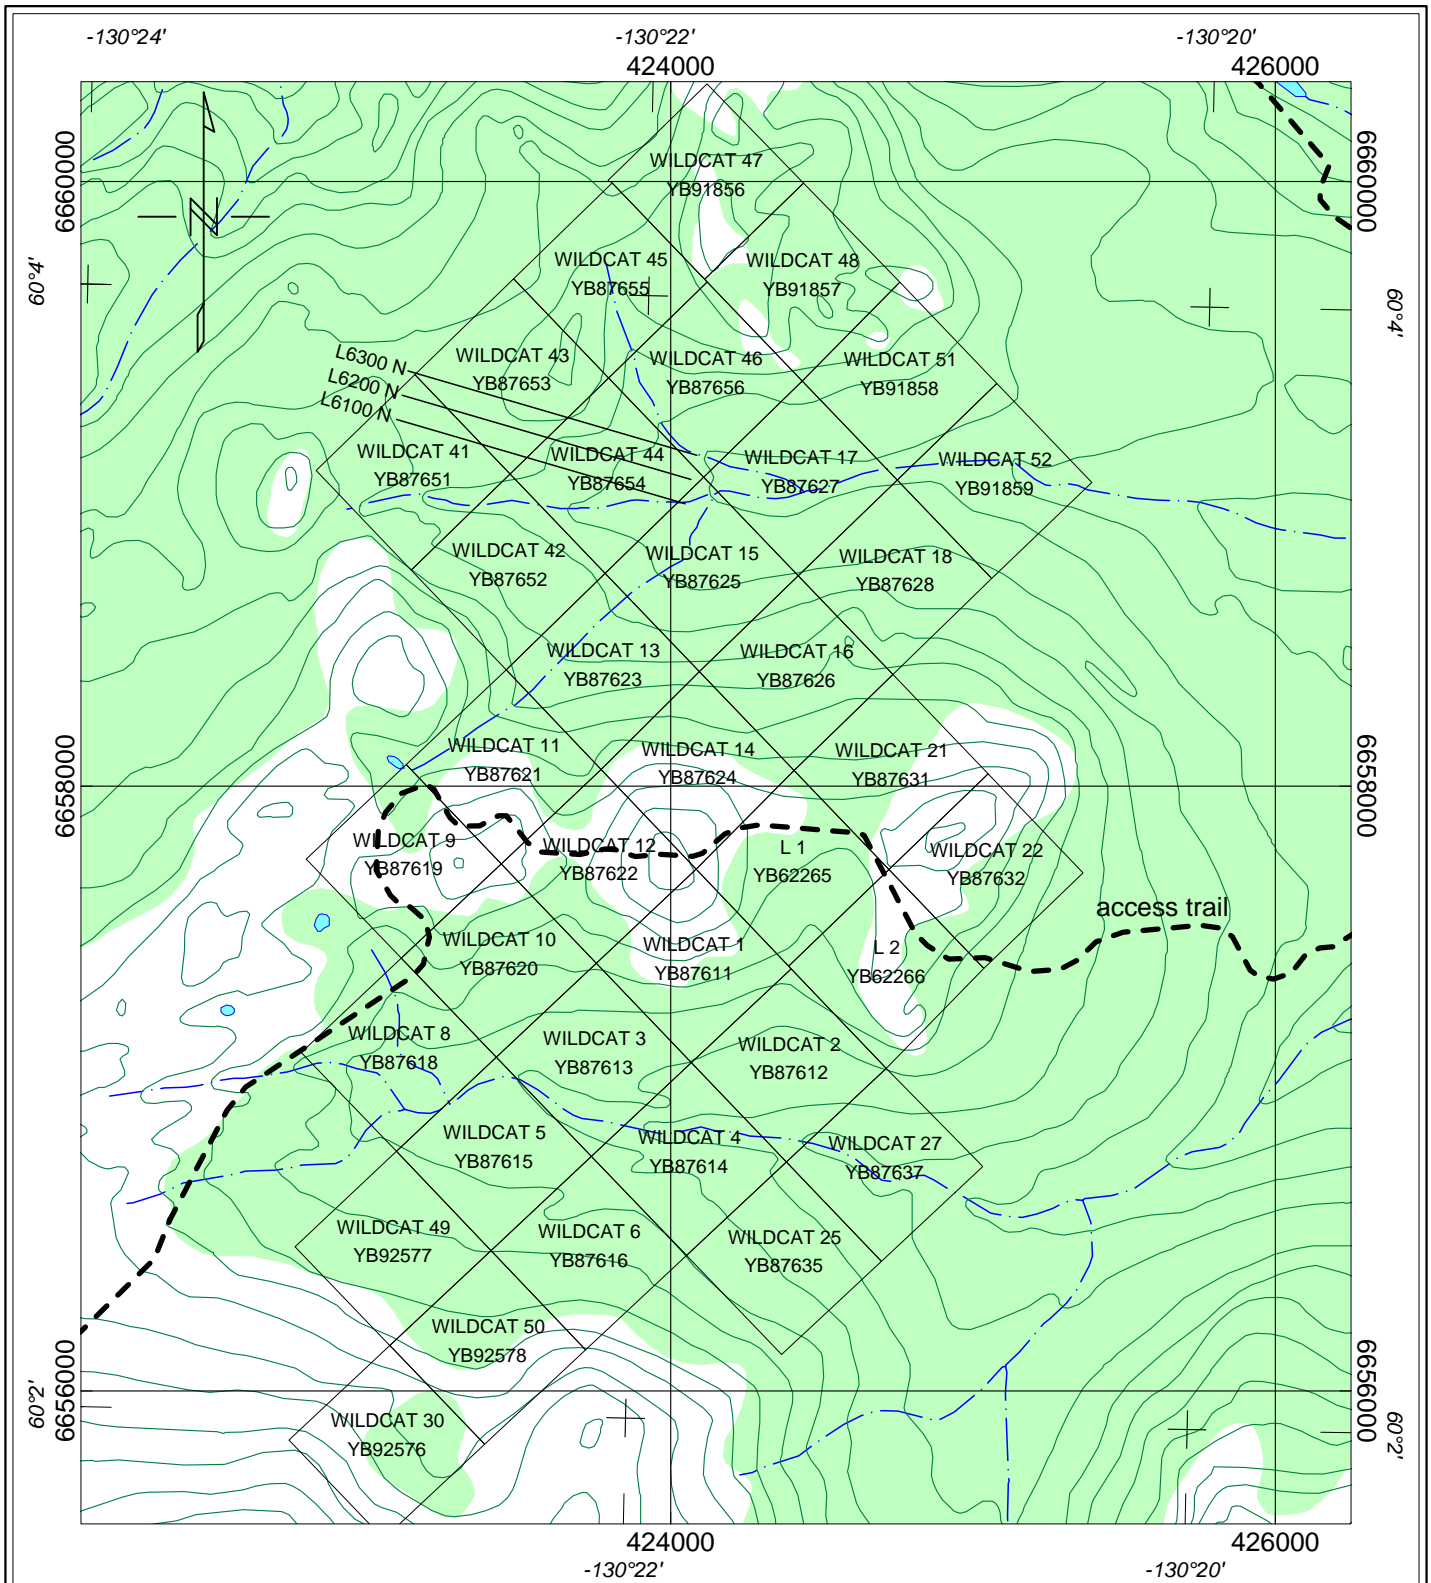 -130°24'
-130°22'
-130°20'
424000
426000
6660000
6660000
WILDCAT 47
YB91856
N
60°4'
60°4'
WILDCAT 45
YB87655
WILDCAT 48
YB91857
L6300 N
L6200 N
L6100 N
WILDCAT 43
YB87653
WILDCAT 46
YB87656
WILDCAT 51
YB91858
WILDCAT 41
YB87651
WILDCAT 44
YB87654
WILDCAT 17
YB87627
WILDCAT 52
YB91859
WILDCAT 42
YB87652
WILDCAT 15
YB87625
WILDCAT 18
YB87628
WILDCAT 13
YB87623
WILDCAT 16
YB87626
WILDCAT 11
YB87621
WILDCAT 14
YB87624
WILDCAT 21
YB87631
6658000
6658000
WILDCAT 9
YB87619
WILDCAT 12
YB87622
L 1
YB62265
WILDCAT 22
YB87632
access trail
WILDCAT 10
YB87620
WILDCAT 1
YB87611
L 2
YB62266
WILDCAT 8
YB87618
WILDCAT 3
YB87613
WILDCAT 2
YB87612
WILDCAT 5
YB87615
WILDCAT 4
YB87614
WILDCAT 27
YB87637
WILDCAT 49
YB92577
WILDCAT 6
YB87616
WILDCAT 25
YB87635
WILDCAT 50
YB92578
6656000
6656000
60°2'
60°2'
WILDCAT 30
YB92576
424000
426000
-130°22'
-130°20'